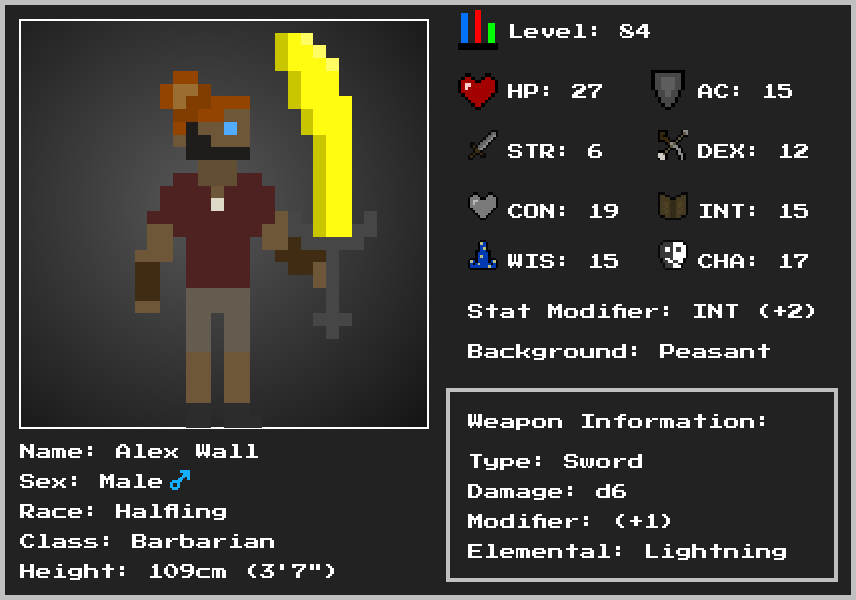 Level: 84
HP: 27 AC: 15
STR: 6 DEX: 12
CON: 19 INT: 15
WIS: 15 CHA: 17
Stat Modifier: INT (+2)
Background: Peasant
Weapon Information:
Type: Sword
Damage: d6
Modifier: (+1)
Elemental: Lightning
Name: Alex Wall
Sex: Male ♂
Race: Halfling
Class: Barbarian
Height: 109cm (3'7")